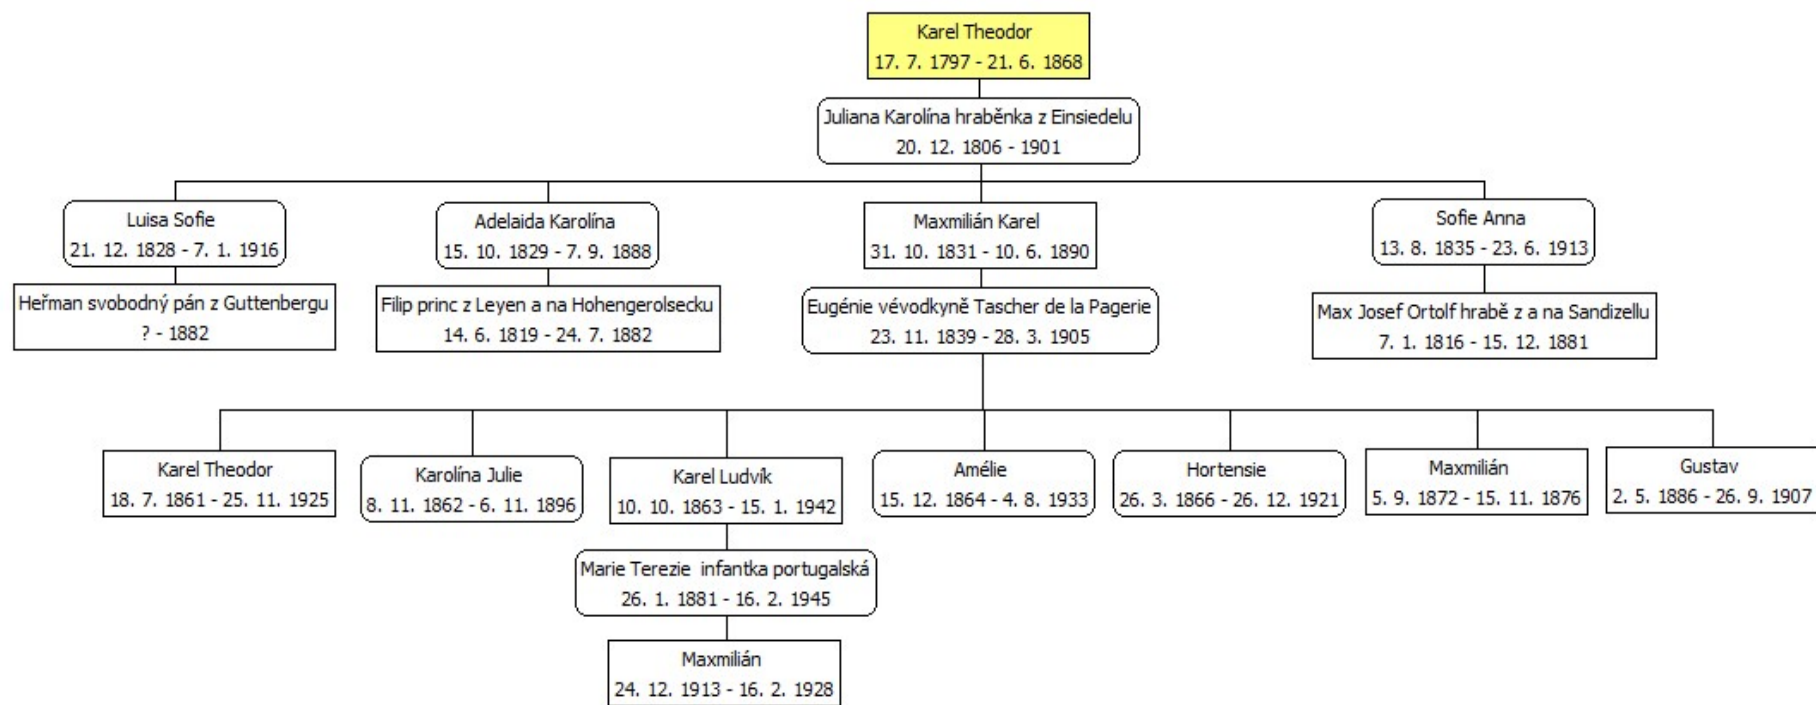 Karel Theodor
17. 7. 1797 - 21. 6. 1868
Juliana Karolína hraběnka z Einsiedelu
20. 12. 1806 - 1901
Luisa Sofie
21. 12. 1828 - 7. 1. 1916
Adelaida Karolína
15. 10. 1829 - 7. 9. 1888
Maxmilián Karel
31. 10. 1831 - 10. 6. 1890
Sofie Anna
13. 8. 1835 - 23. 6. 1913
Heřman svobodný pán z Guttenbergu
? - 1882
Filip princ z Leyen a na Hohengerolsecku
14. 6. 1819 - 24. 7. 1882
Eugénie vévodkyně Tascher de la Pagerie
23. 11. 1839 - 28. 3. 1905
Max Josef Ortolf hrabě z a na Sandizellu
7. 1. 1816 - 15. 12. 1881
Karel Theodor
18. 7. 1861 - 25. 11. 1925
Karolína Julie
8. 11. 1862 - 6. 11. 1896
Karel Ludvík
10. 10. 1863 - 15. 1. 1942
Amélie
15. 12. 1864 - 4. 8. 1933
Hortensie
26. 3. 1866 - 26. 12. 1921
Maxmilián
5. 9. 1872 - 15. 11. 1876
Gustav
2. 5. 1886 - 26. 9. 1907
Marie Terezie infantka portugalská
26. 1. 1881 - 16. 2. 1945
Maxmilián
24. 12. 1913 - 16. 2. 1928